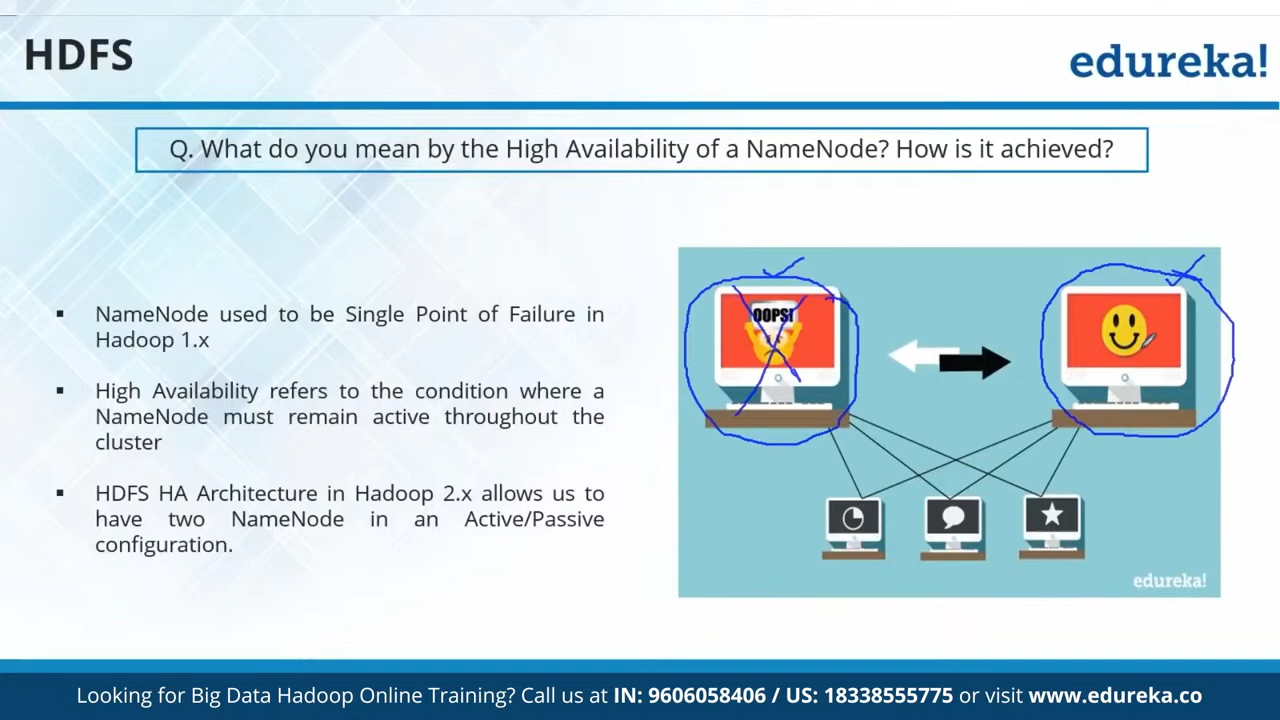 HDFS
edureka!
Q. What do you mean by the High Availability of a NameNode? How is it achieved?
▪ NameNode used to be Single Point of Failure in
Hadoop 1.x
▪ High Availability refers to the condition where a
NameNode must remain active throughout the
cluster
▪ HDFS HA Architecture in Hadoop 2.x allows us to
have two NameNode in an Active/Passive
configuration.
OOPS!
edureka!
Looking for Big Data Hadoop Online Training? Call us at IN: 9606058406 / US: 18338555775 or visit www.edureka.co